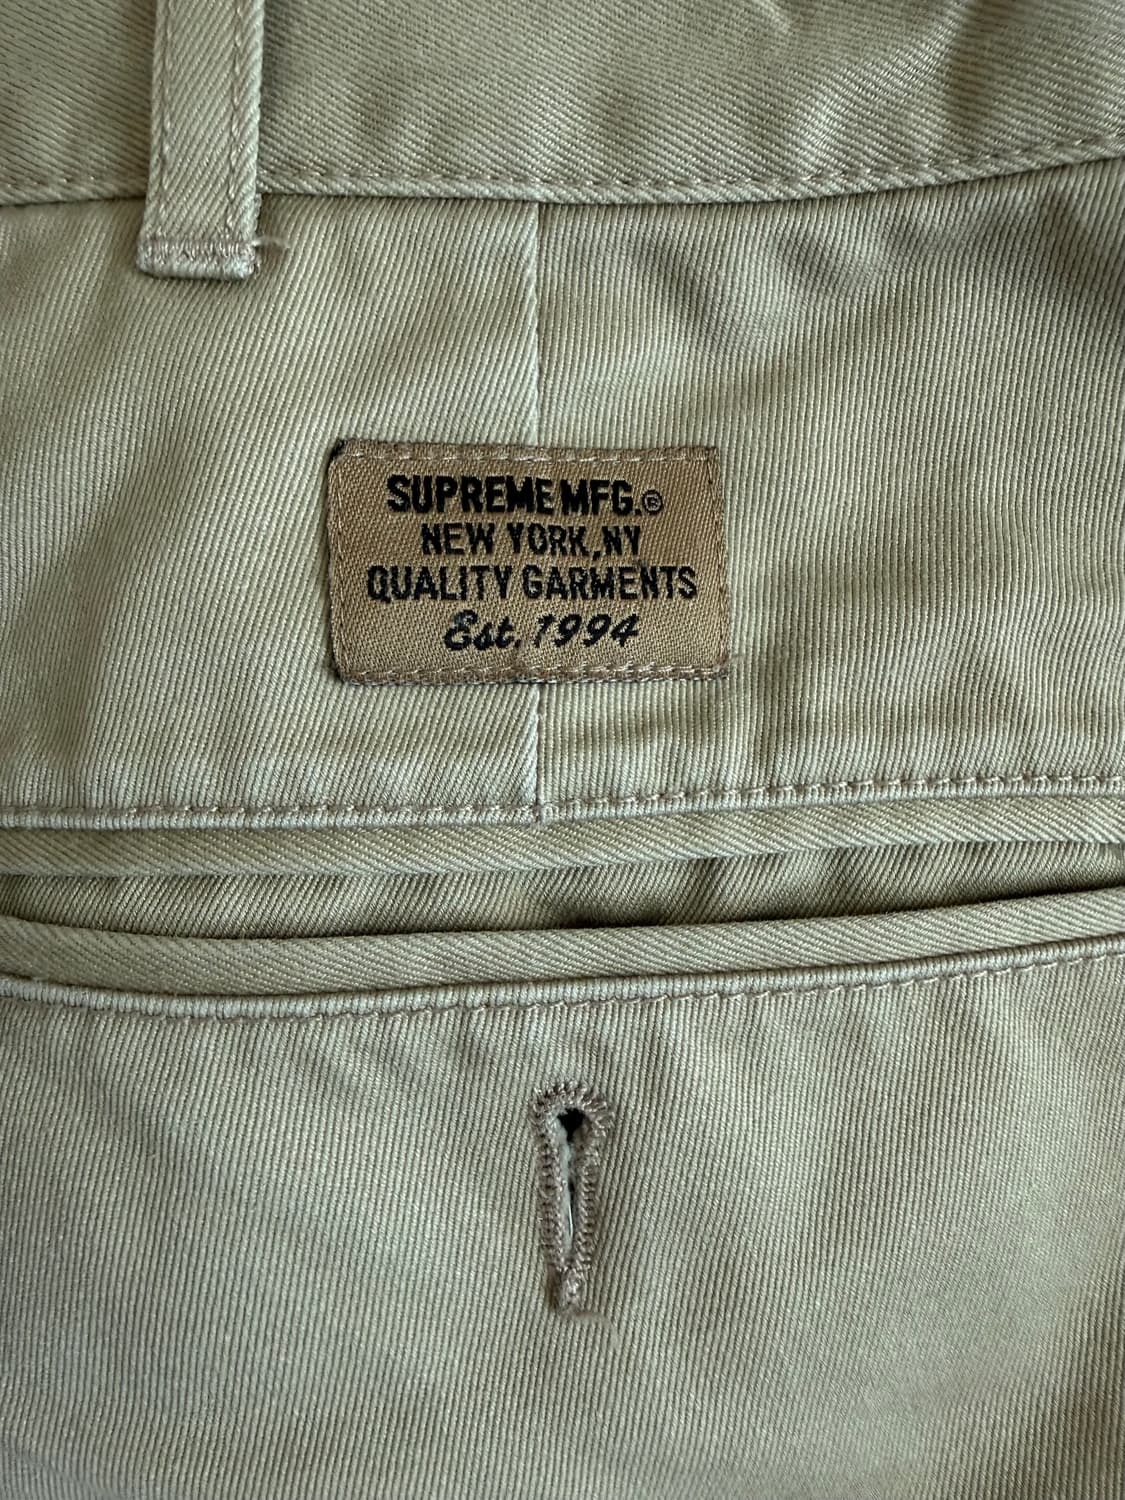 SUPREME MFG.®
NEW YORK, NY
QUALITY GARMENTS
Est. 1994